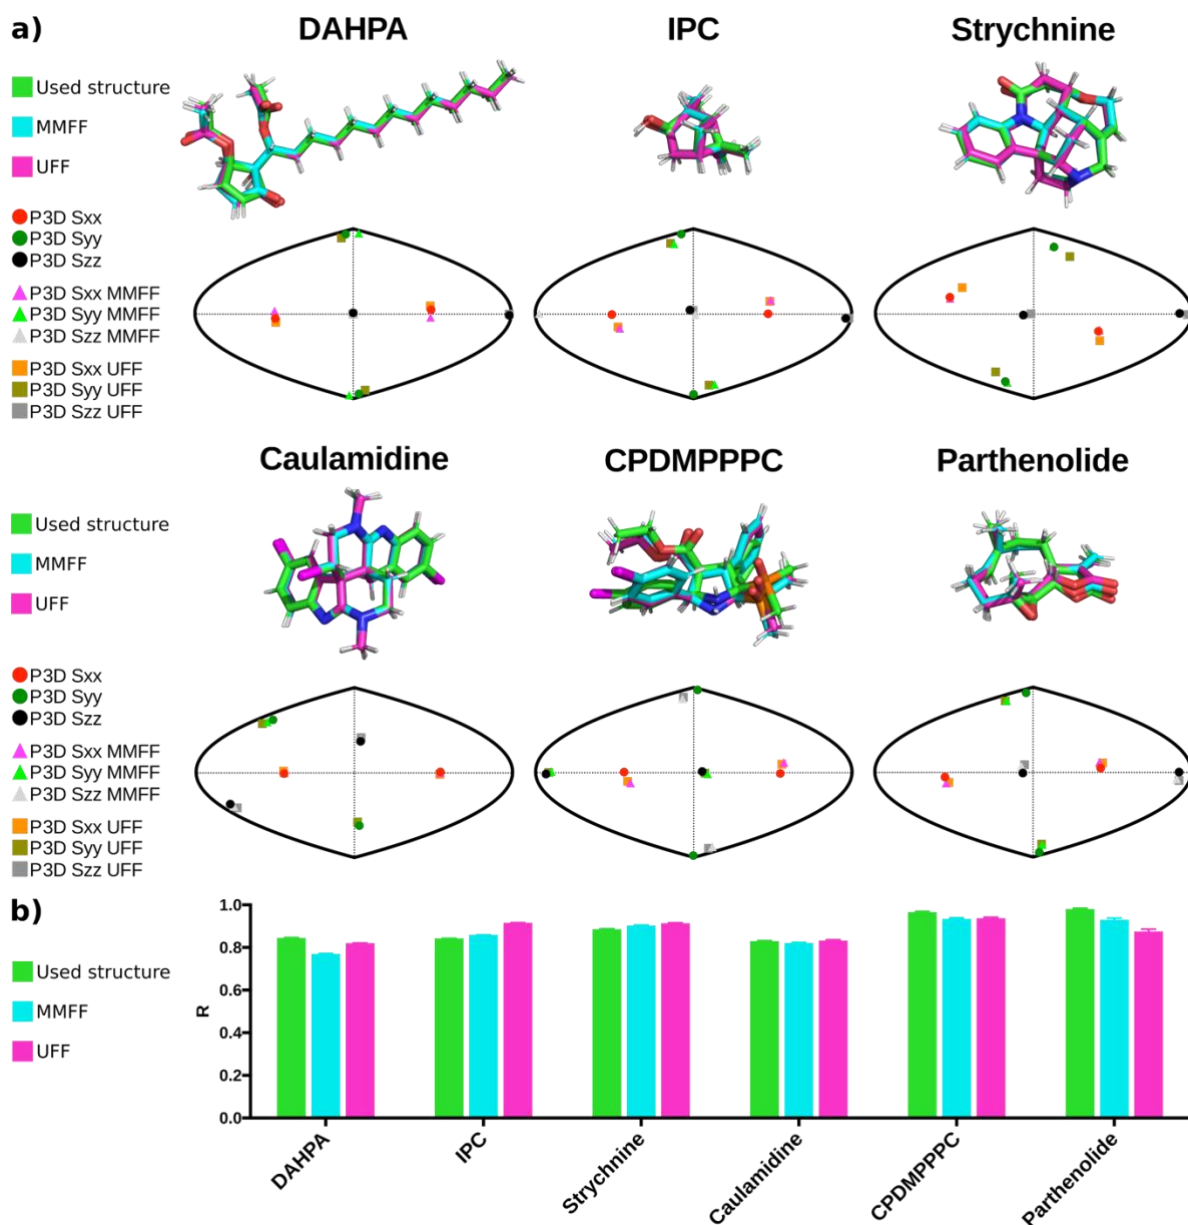 a)
DAHPA IPC Strychnine
Used structure
MMFF
UFF
P3D Sxx
P3D Syy
P3D Szz
P3D Sxx MMFF
P3D Syy MMFF
P3D Szz MMFF
P3D Sxx UFF
P3D Syy UFF
P3D Szz UFF
Caulamidine CPDMPPPC Parthenolide
Used structure
MMFF
UFF
P3D Sxx
P3D Syy
P3D Szz
P3D Sxx MMFF
P3D Syy MMFF
P3D Szz MMFF
P3D Sxx UFF
P3D Syy UFF
P3D Szz UFF
b)
Used structure
MMFF
UFF
R
1.0
0.8
0.6
0.4
0.2
0.0
DAHPA IPC Strychnine Caulamidine CPDMPPPC Parthenolide